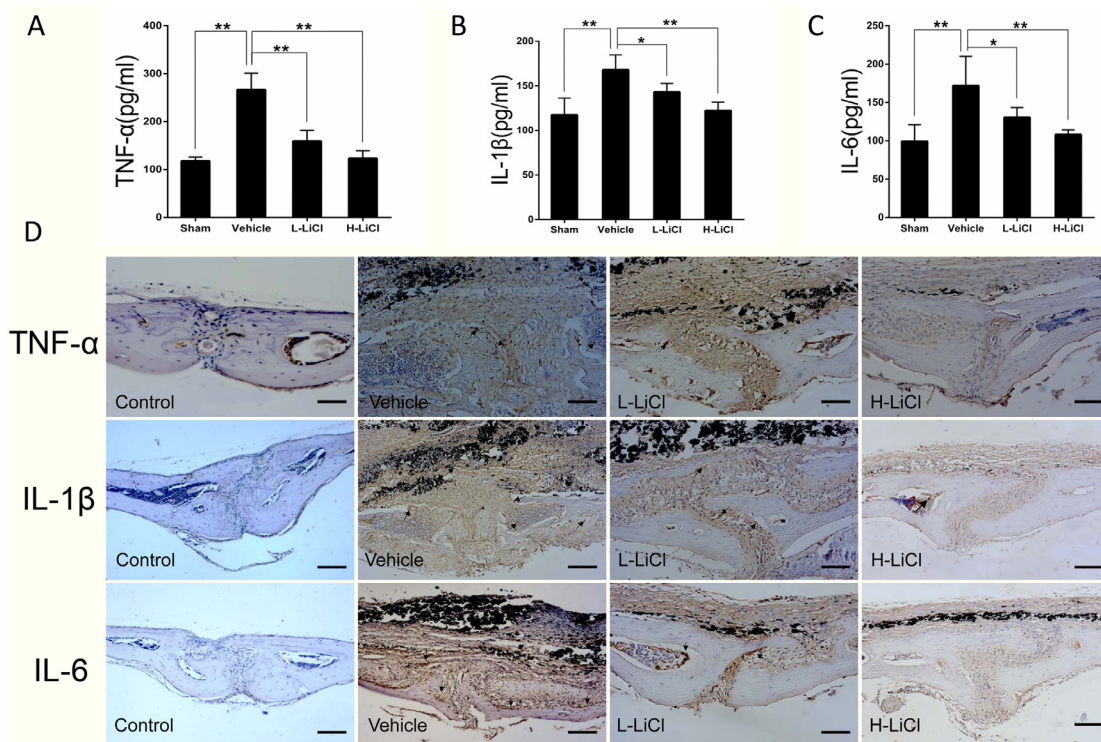 A
TNF-α(pg/ml)
400
300
200
100
0
**
**
**
Sham Vehicle L-LiCl H-LiCl
B
IL-1β(pg/ml)
200
150
100
50
0
**
**
*
Sham Vehicle L-LiCl H-LiCl
C
IL-6(pg/ml)
250
200
150
100
50
0
**
**
*
Sham Vehicle L-LiCl H-LiCl
D
TNF-α
Control Vehicle L-LiCl H-LiCl
IL-1β
Control Vehicle L-LiCl H-LiCl
IL-6
Control Vehicle L-LiCl H-LiCl